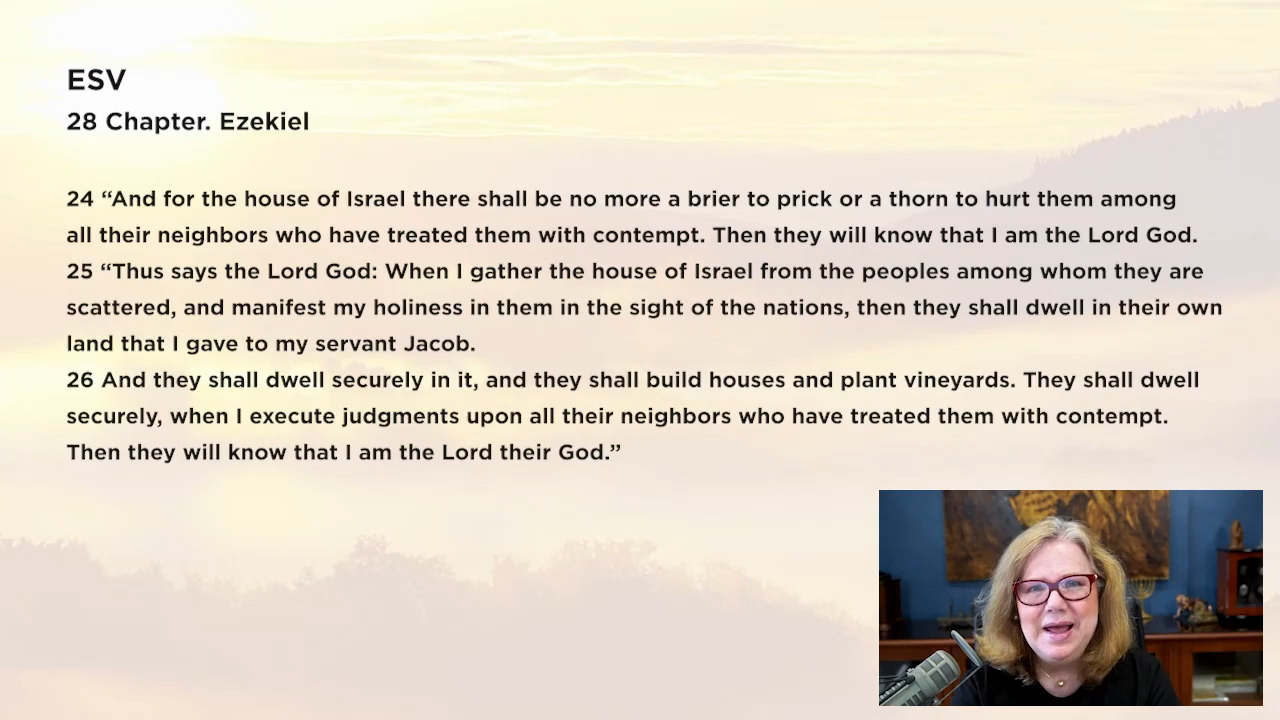 ESV
28 Chapter. Ezekiel
24 “And for the house of Israel there shall be no more a brier to prick or a thorn to hurt them among
all their neighbors who have treated them with contempt. Then they will know that I am the Lord God.
25 “Thus says the Lord God: When I gather the house of Israel from the peoples among whom they are
scattered, and manifest my holiness in them in the sight of the nations, then they shall dwell in their own
land that I gave to my servant Jacob.
26 And they shall dwell securely in it, and they shall build houses and plant vineyards. They shall dwell
securely, when I execute judgments upon all their neighbors who have treated them with contempt.
Then they will know that I am the Lord their God.”